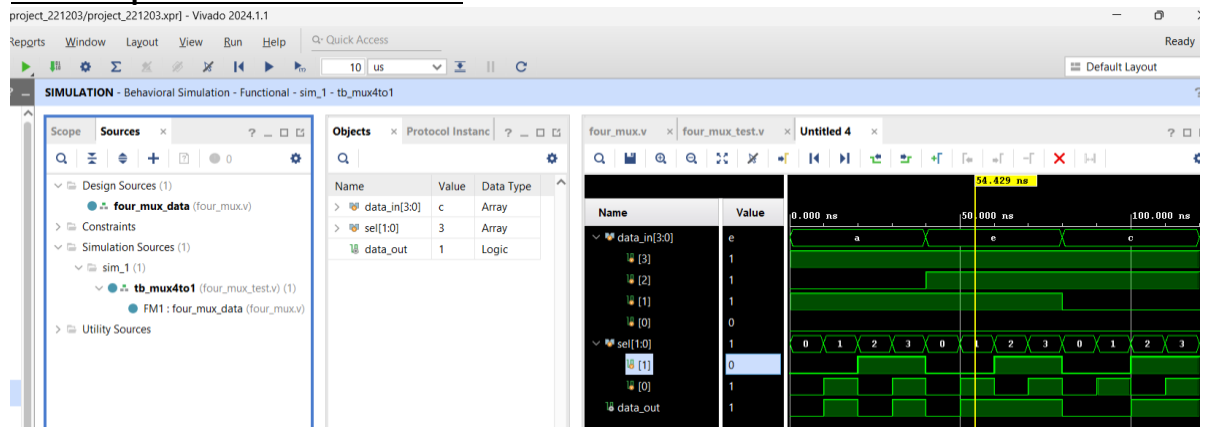 project_221203/project_221203.xpr] - Vivado 2024.1.1
Reports Window Layout View Run Help Quick Access
Ready
10 us
Default Layout
SIMULATION - Behavioral Simulation - Functional - sim_1 - tb_mux4to1
Scope Sources
0
Design Sources (1)
four_mux_data (four_mux.v)
Constraints
Simulation Sources (1)
sim_1 (1)
tb_mux4to1 (four_mux_test.v) (1)
FM1 : four_mux_data (four_mux.v)
Utility Sources
Objects Protocol Instanc
Name Value Data Type
data_in[3:0] c Array
sel[1:0] 3 Array
data_out 1 Logic
four_mux.v four_mux_test.v Untitled 4
54.429 ns
Name Value 0.000 ns 50.000 ns 100.000 ns
data_in[3:0] e a e c
[3] 1
[2] 1
[1] 1
[0] 0
sel[1:0] 1 0 1 2 3 0 1 2 3 0 1 2 3
[1] 0
[0] 1
data_out 1